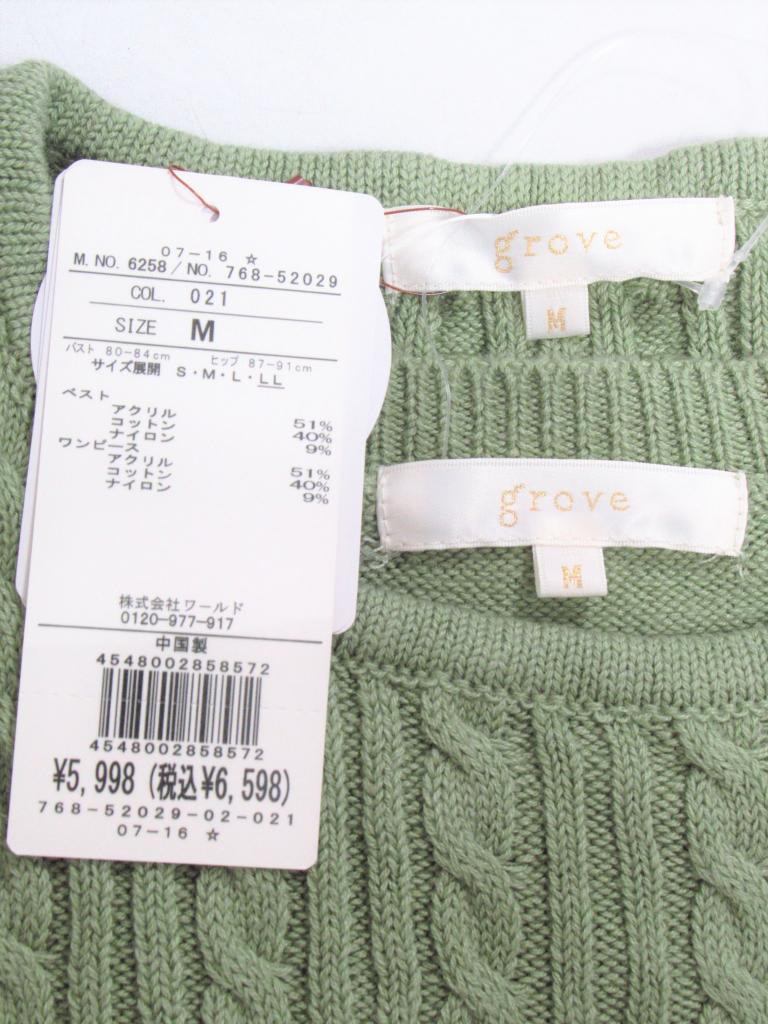 07-16 ☆
M. NO. 6258 / NO. 768-52029
COL. 021
SIZE M
バスト 80-84cm ヒップ 87-91cm
サイズ展開 S・M・L・LL
ベスト
アクリル 51%
コットン 40%
ナイロン 9%
ワンピース
アクリル 51%
コットン 40%
ナイロン 9%
株式会社ワールド
0120-977-917
中国製
4548002858572
4548002858572
¥5,998 (税込¥6,598)
768-52029-02-021
07-16 ☆
grove
M
grove
M